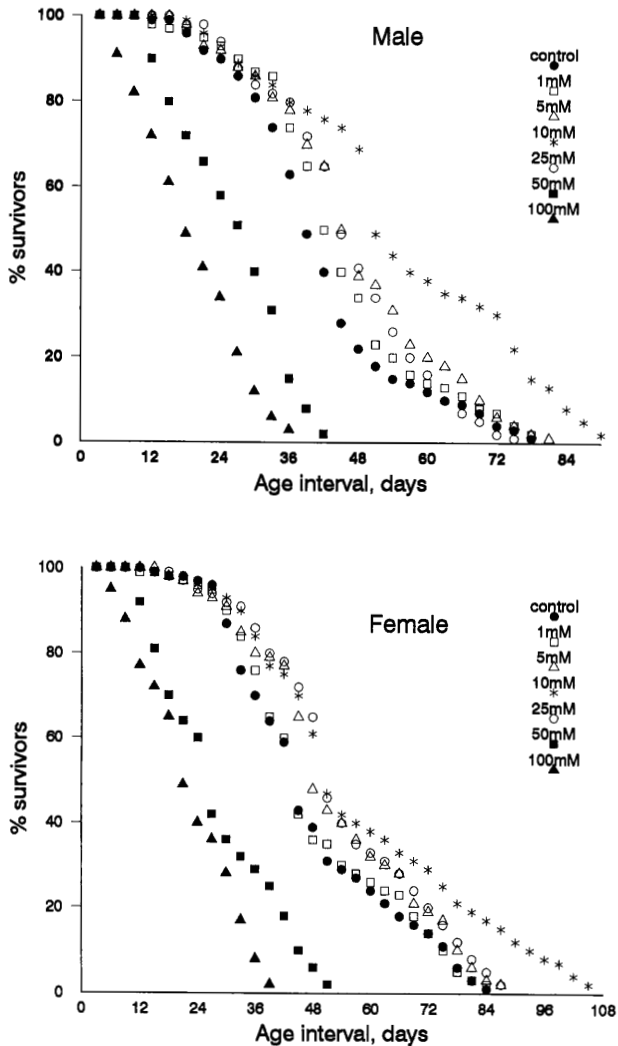 100
80
60
40
20
0
% survivors
Male
control
1mM
5mM
10mM
25mM
50mM
100mM
0 12 24 36 48 60 72 84
Age interval, days
100
80
60
40
20
0
% survivors
Female
control
1mM
5mM
10mM
25mM
50mM
100mM
0 12 24 36 48 60 72 84 96 108
Age interval, days